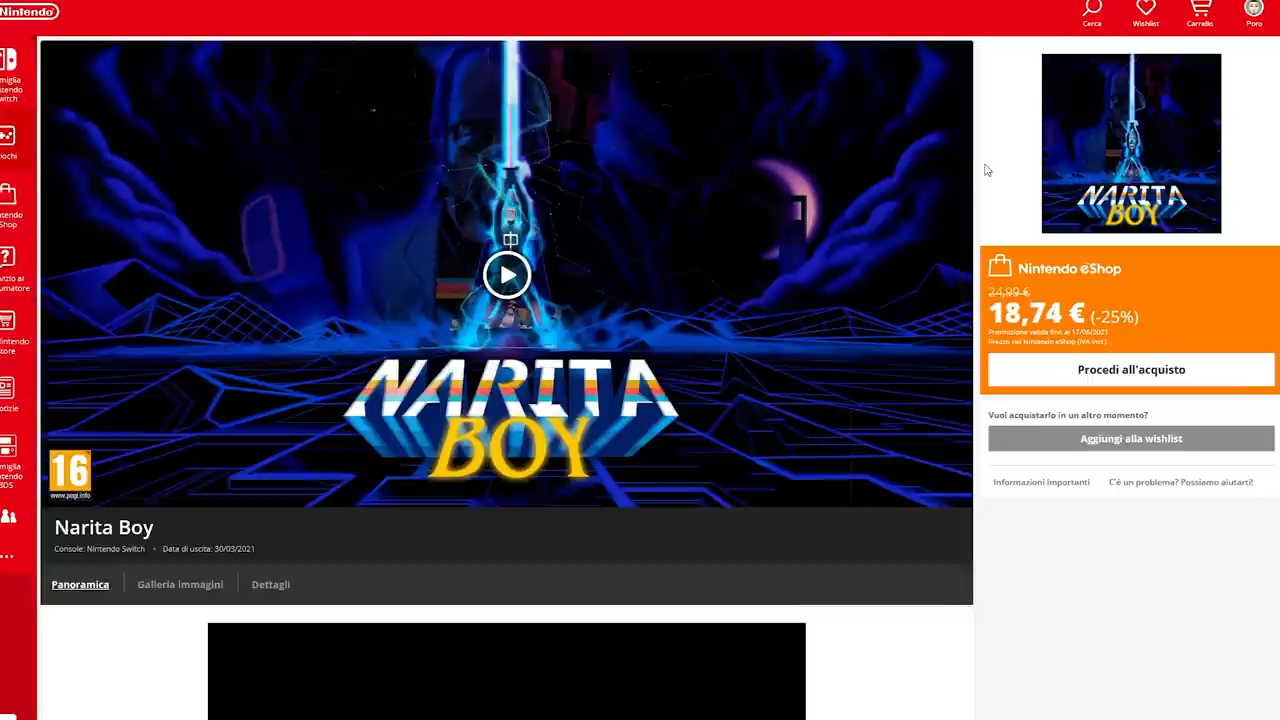 Nintendo
Cerca
Wishlist
Carrello
Poro
NARITA
BOY
NARITA
BOY
16
www.pegi.info
Nintendo eShop
24,99 €
18,74 € (-25%)
Promozione valida fino al 17/06/2021
Prezzo nel Nintendo eShop (IVA incl.)
Procedi all'acquisto
Vuoi acquistarlo in un altro momento?
Aggiungi alla wishlist
Informazioni importanti
C'è un problema? Possiamo aiutarti!
Narita Boy
Console: Nintendo Switch • Data di uscita: 30/03/2021
Panoramica
Galleria immagini
Dettagli